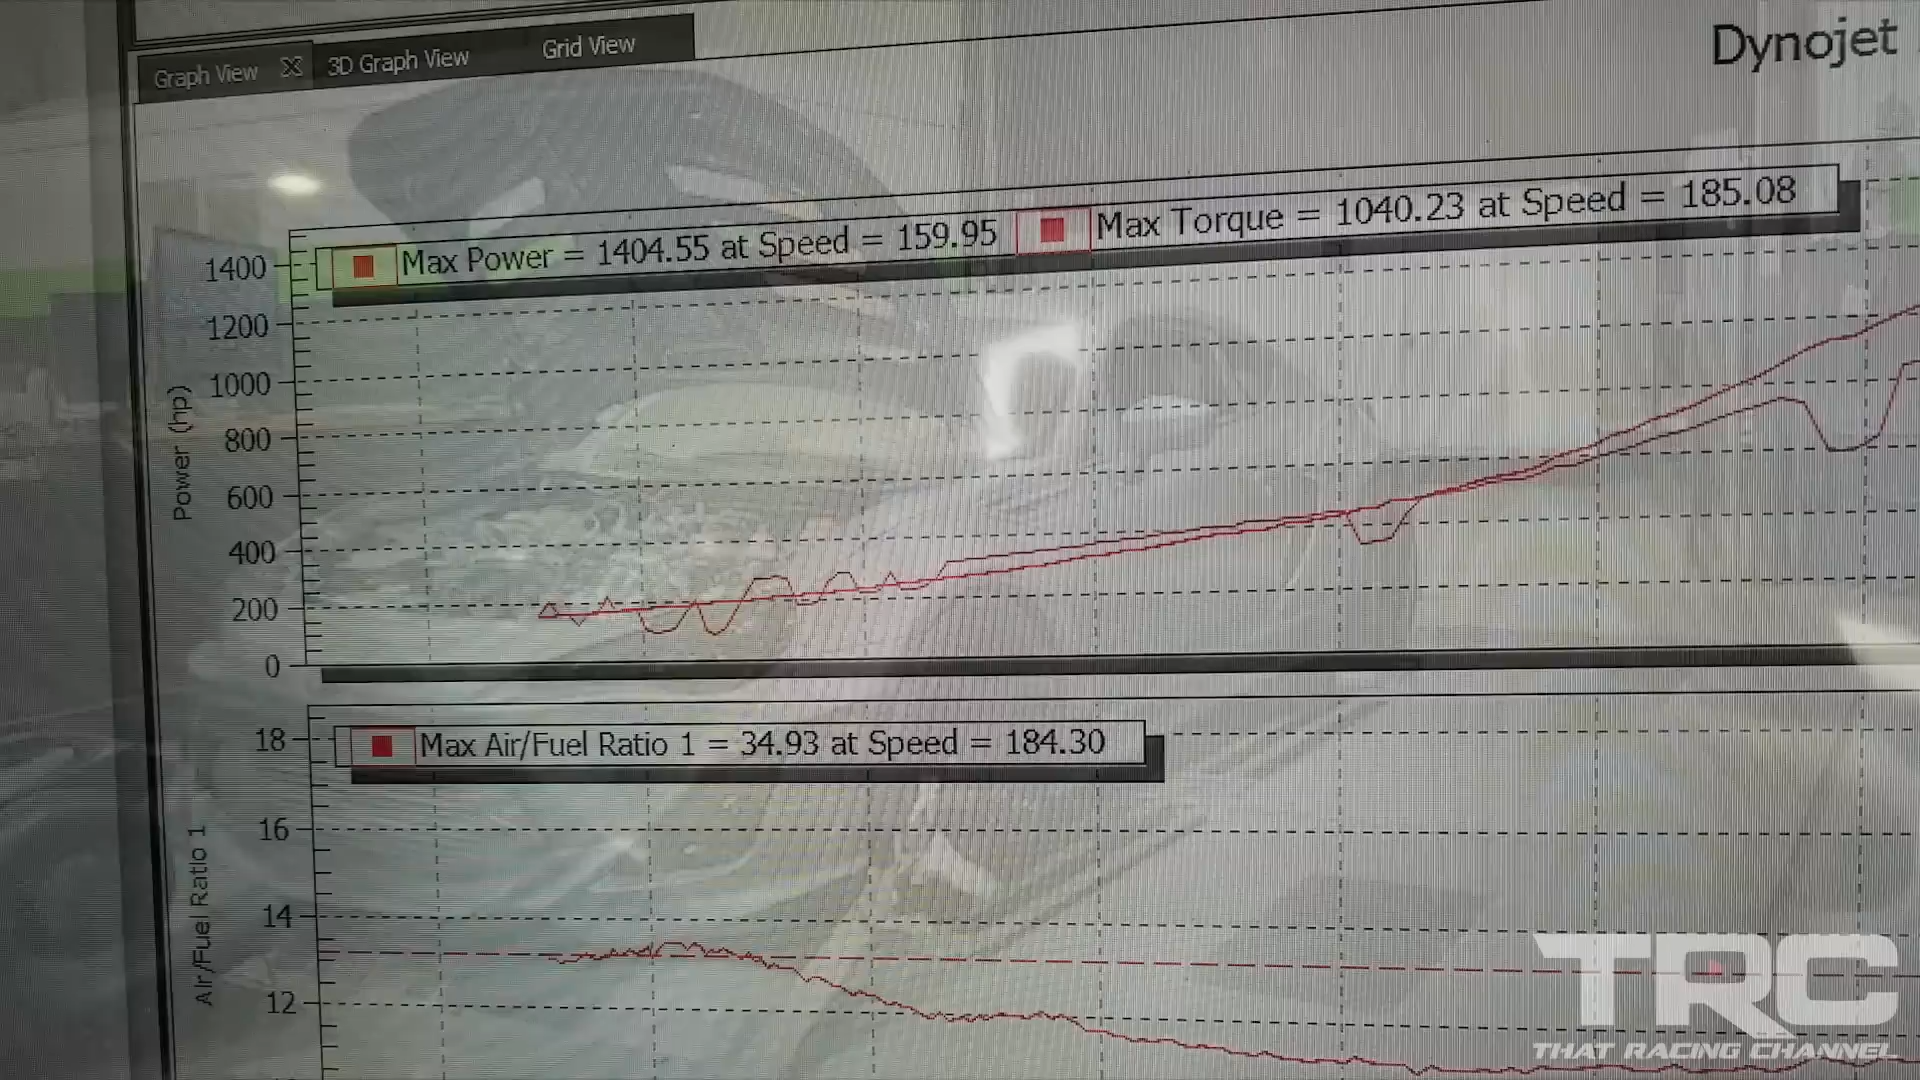 Graph View
3D Graph View
Grid View
Dynojet
Max Power = 1404.55 at Speed = 159.95
Max Torque = 1040.23 at Speed = 185.08
1400
1200
1000
800
600
400
200
0
Power (hp)
Max Air/Fuel Ratio 1 = 34.93 at Speed = 184.30
18
16
14
12
Air/Fuel Ratio 1
TRC
THAT RACING CHANNEL